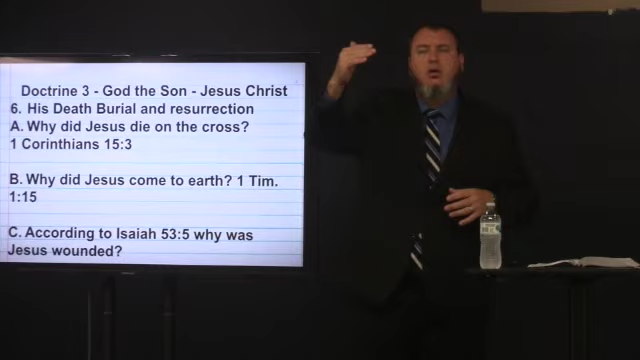 Doctrine 3 - God the Son - Jesus Christ
6. His Death Burial and resurrection
A. Why did Jesus die on the cross?
1 Corinthians 15:3
B. Why did Jesus come to earth? 1 Tim.
1:15
C. According to Isaiah 53:5 why was
Jesus wounded?